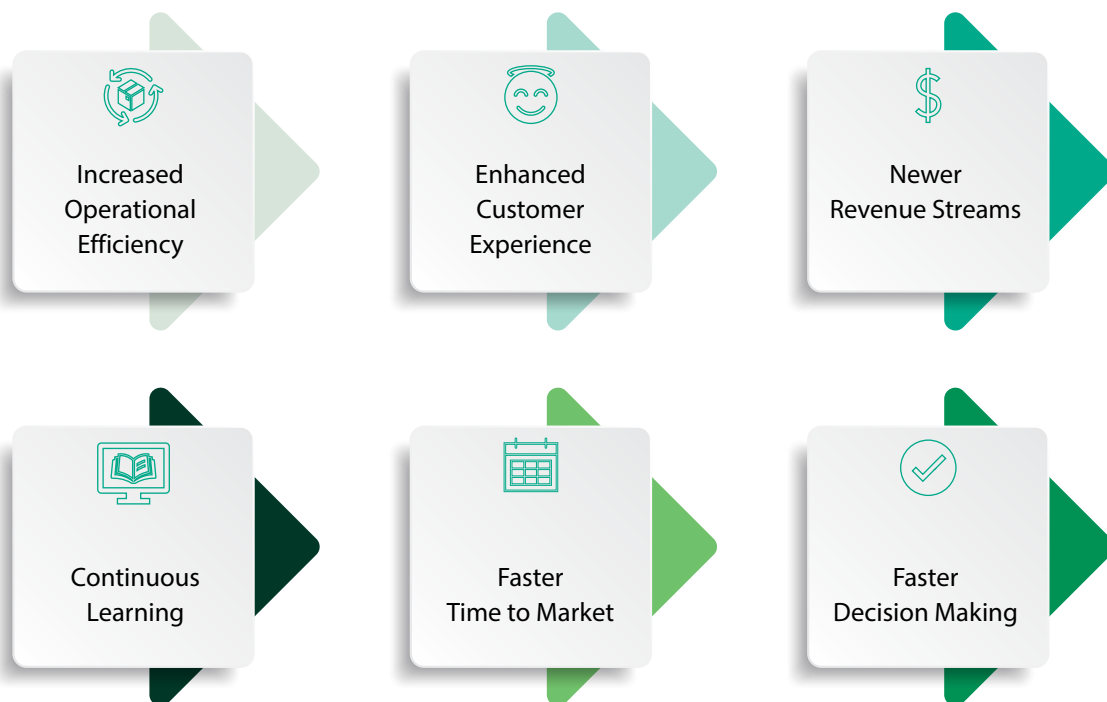 Increased
Operational
Efficiency
Enhanced
Customer
Experience
Newer
Revenue Streams
Continuous
Learning
Faster
Time to Market
Faster
Decision Making